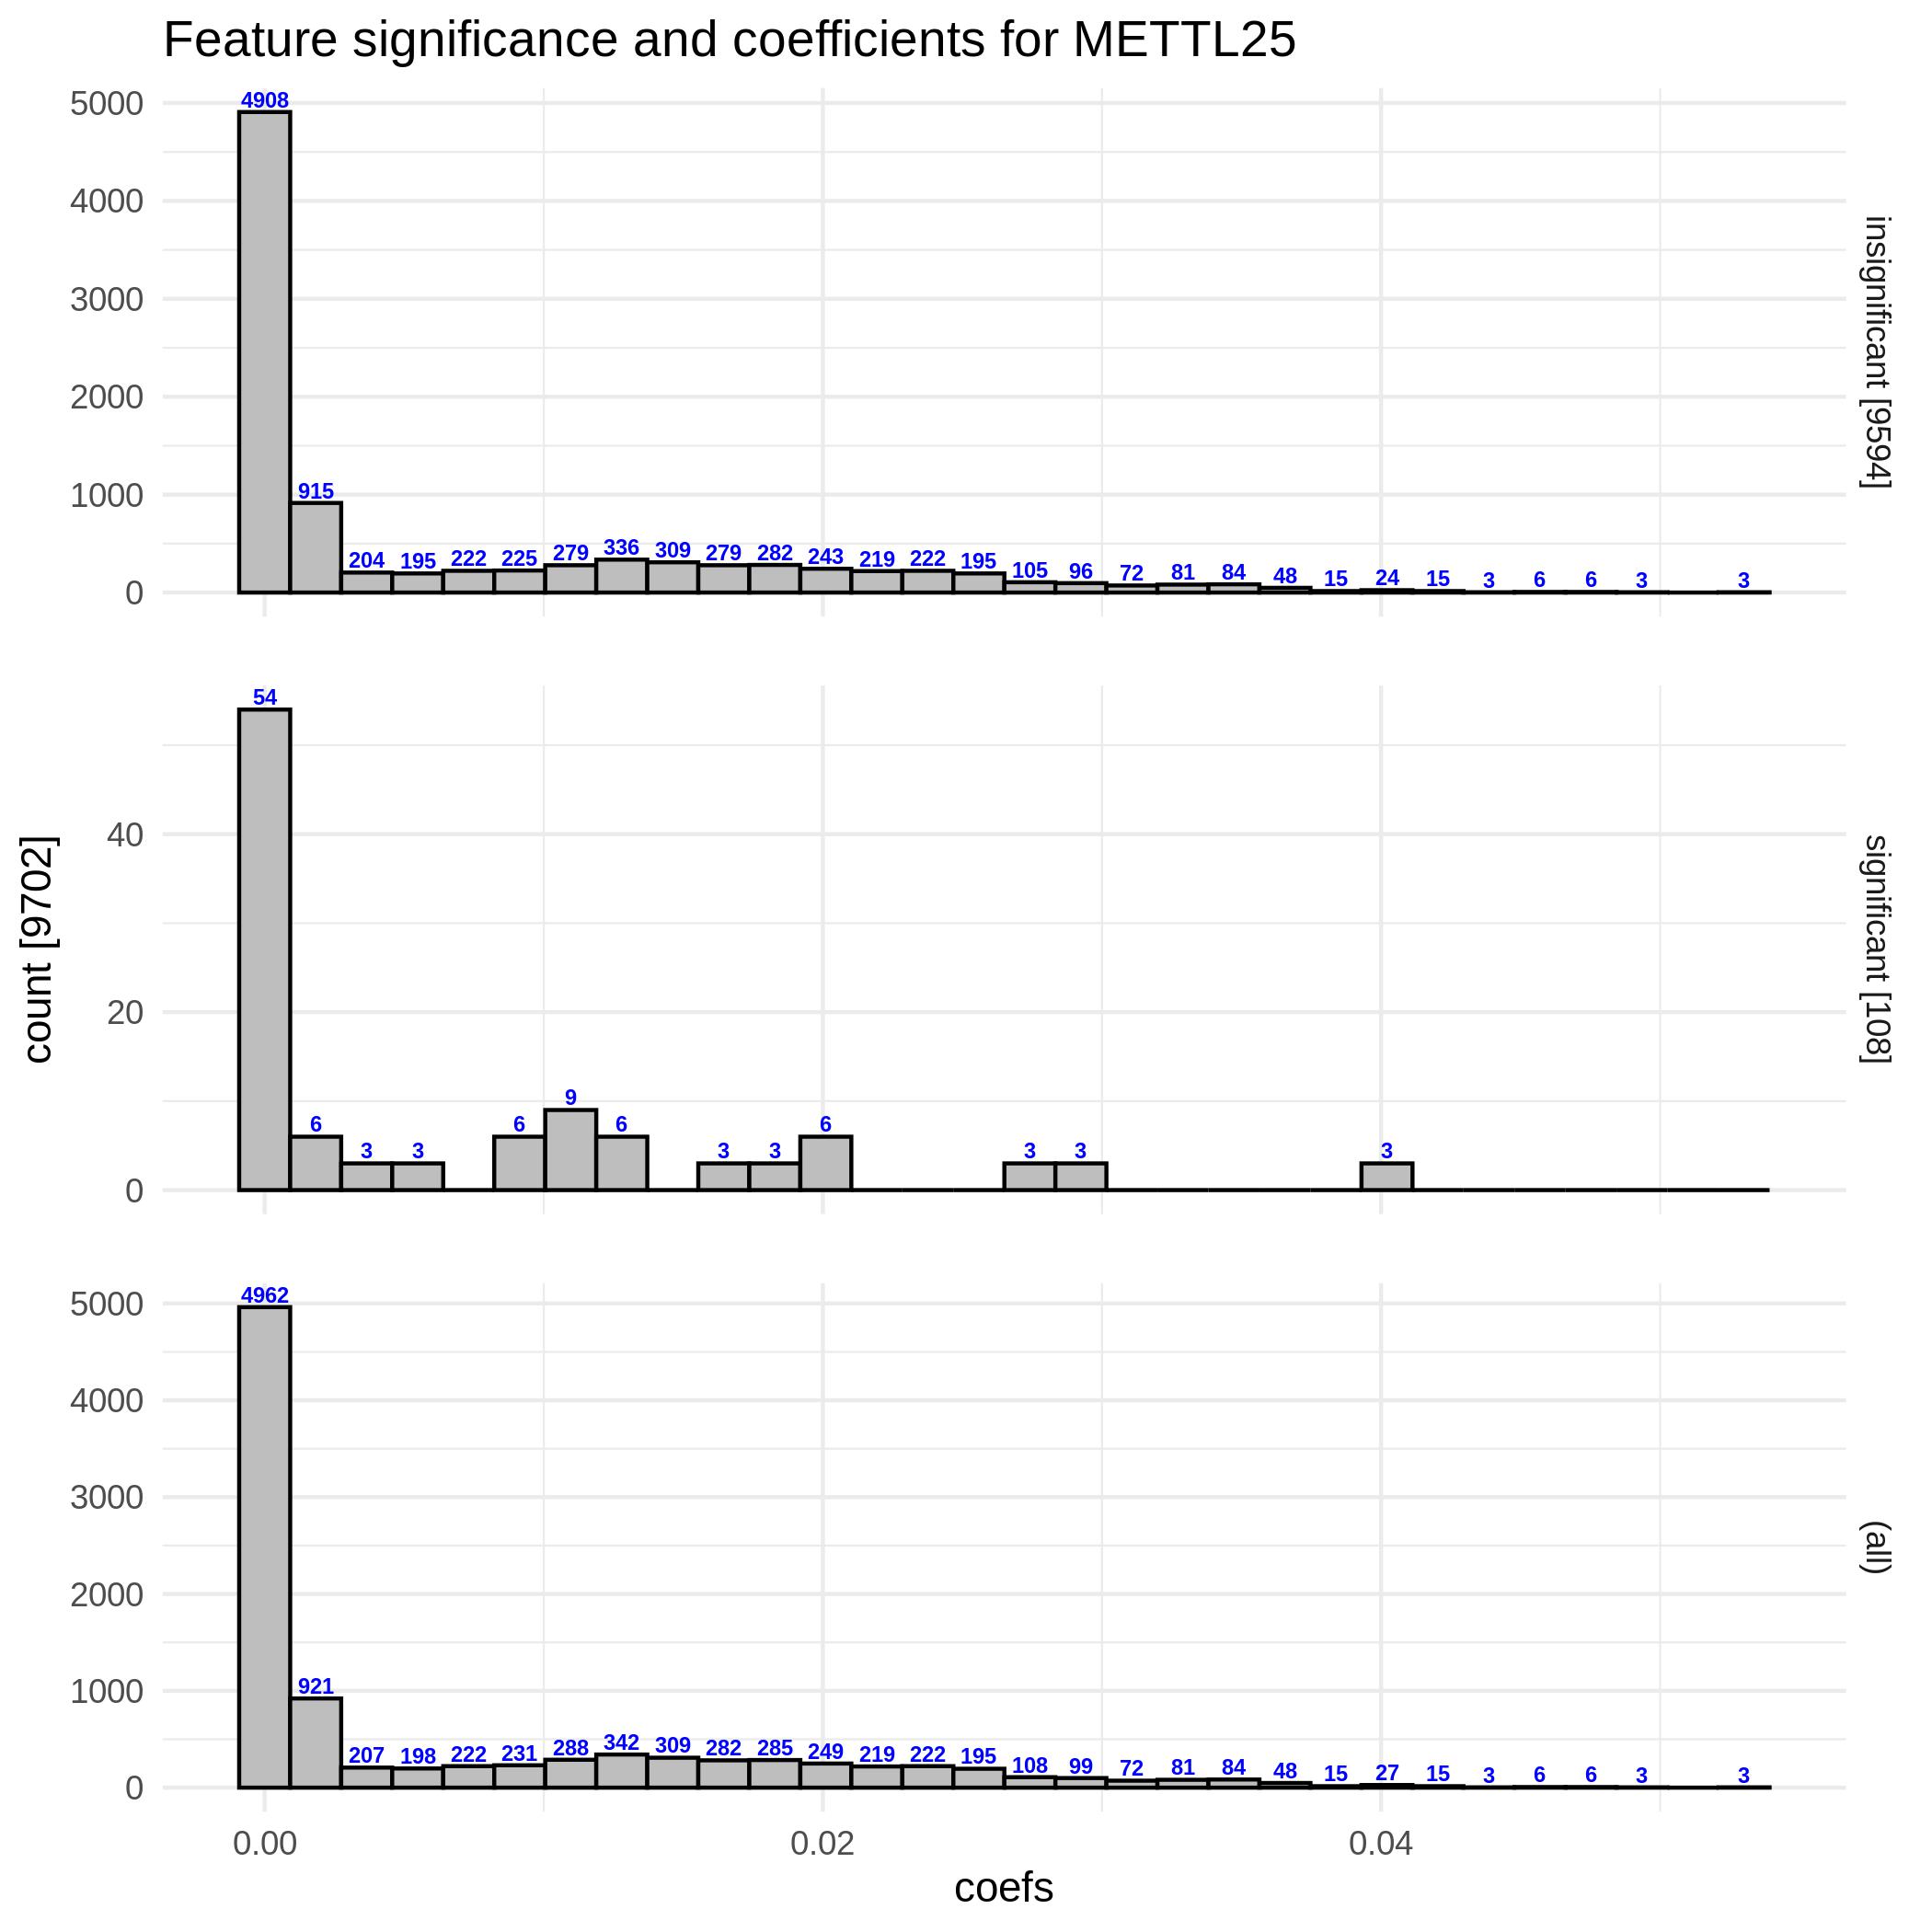 Feature significance and coefficients for METTL25
5000
4000
3000
2000
1000
0
4908
915
204 195 222 225 279 336 309 279 282 243 219 222 195 105 96 72 81 84 48 15 24 15 3 6 6 3 3
insignificant [9594]
count [9702]
40
20
0
54
6 3 3 6 9 6 3 3 6 3 3 3
significant [108]
5000
4000
3000
2000
1000
0
4962
921
207 198 222 231 288 342 309 282 285 249 219 222 195 108 99 72 81 84 48 15 27 15 3 6 6 3 3
(all)
0.00 0.02 0.04
coefs